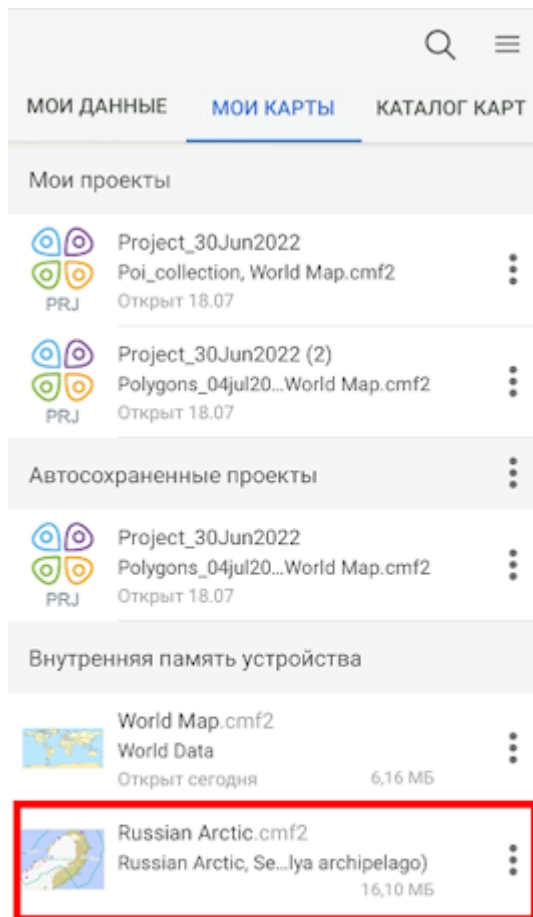 МОИ ДАННЫЕ МОИ КАРТЫ КАТАЛОГ КАРТ
Мои проекты
Project_30Jun2022
Poi_collection, World Map.cmf2
PRJ Открыт 18.07
Project_30Jun2022 (2)
Polygons_04jul20...World Map.cmf2
PRJ Открыт 18.07
Автосохраненные проекты
Project_30Jun2022
Polygons_04jul20...World Map.cmf2
PRJ Открыт 18.07
Внутренняя память устройства
World Map.cmf2
World Data
Открыт сегодня 6,16 МБ
Russian Arctic.cmf2
Russian Arctic, Se...lya archipelago)
16,10 МБ